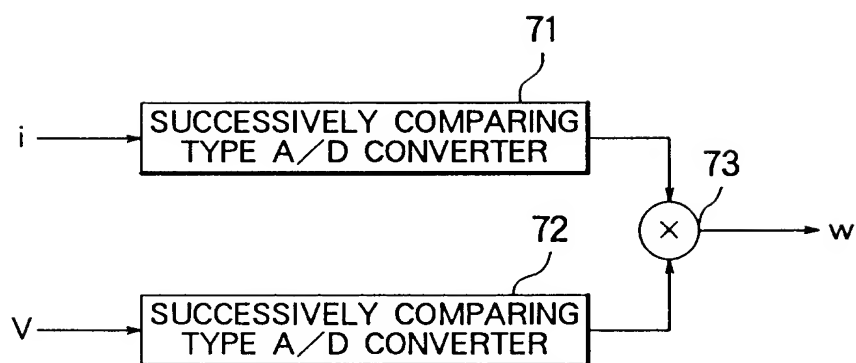 71
i
SUCCESSIVELY COMPARING
TYPE A/D CONVERTER
73
×
w
72
V
SUCCESSIVELY COMPARING
TYPE A/D CONVERTER